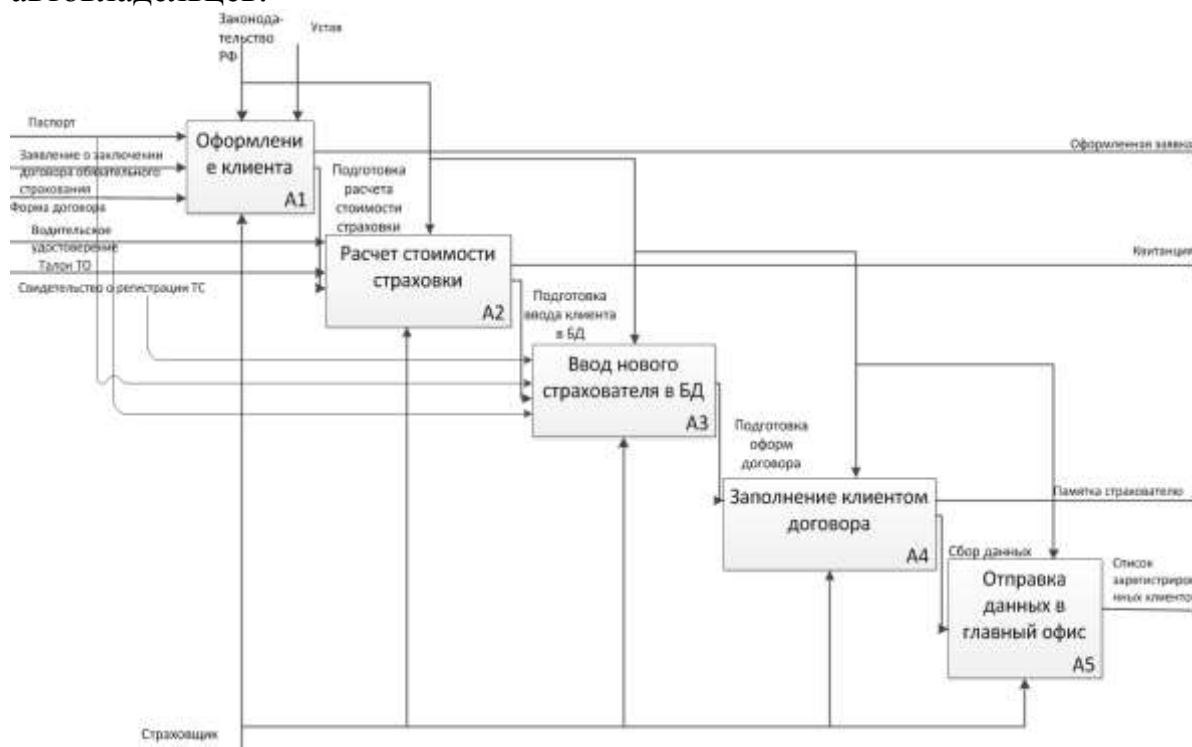 автовладельцев.
Законода-
тельство
РФ
Устав
Паспорт
Заявление о заключении
договора обязательного
страхования
Форма договора
Водительское
удостоверение
Талон ТО
Свидетельство о регистрации ТС
Оформлени
е клиента
A1
Оформленная заявка
Подготовка
расчета
стоимости
страховки
Расчет стоимости
страховки
A2
Квитанция
Подготовка
ввода клиента
в БД
Ввод нового
страхователя в БД
A3
Подготовка
оформ
договора
Заполнение клиентом
договора
A4
Памятка страхователю
Сбор данных
Отправка
данных в
главный офис
A5
Список
зарегистриров
нных клиенто
Страховщик